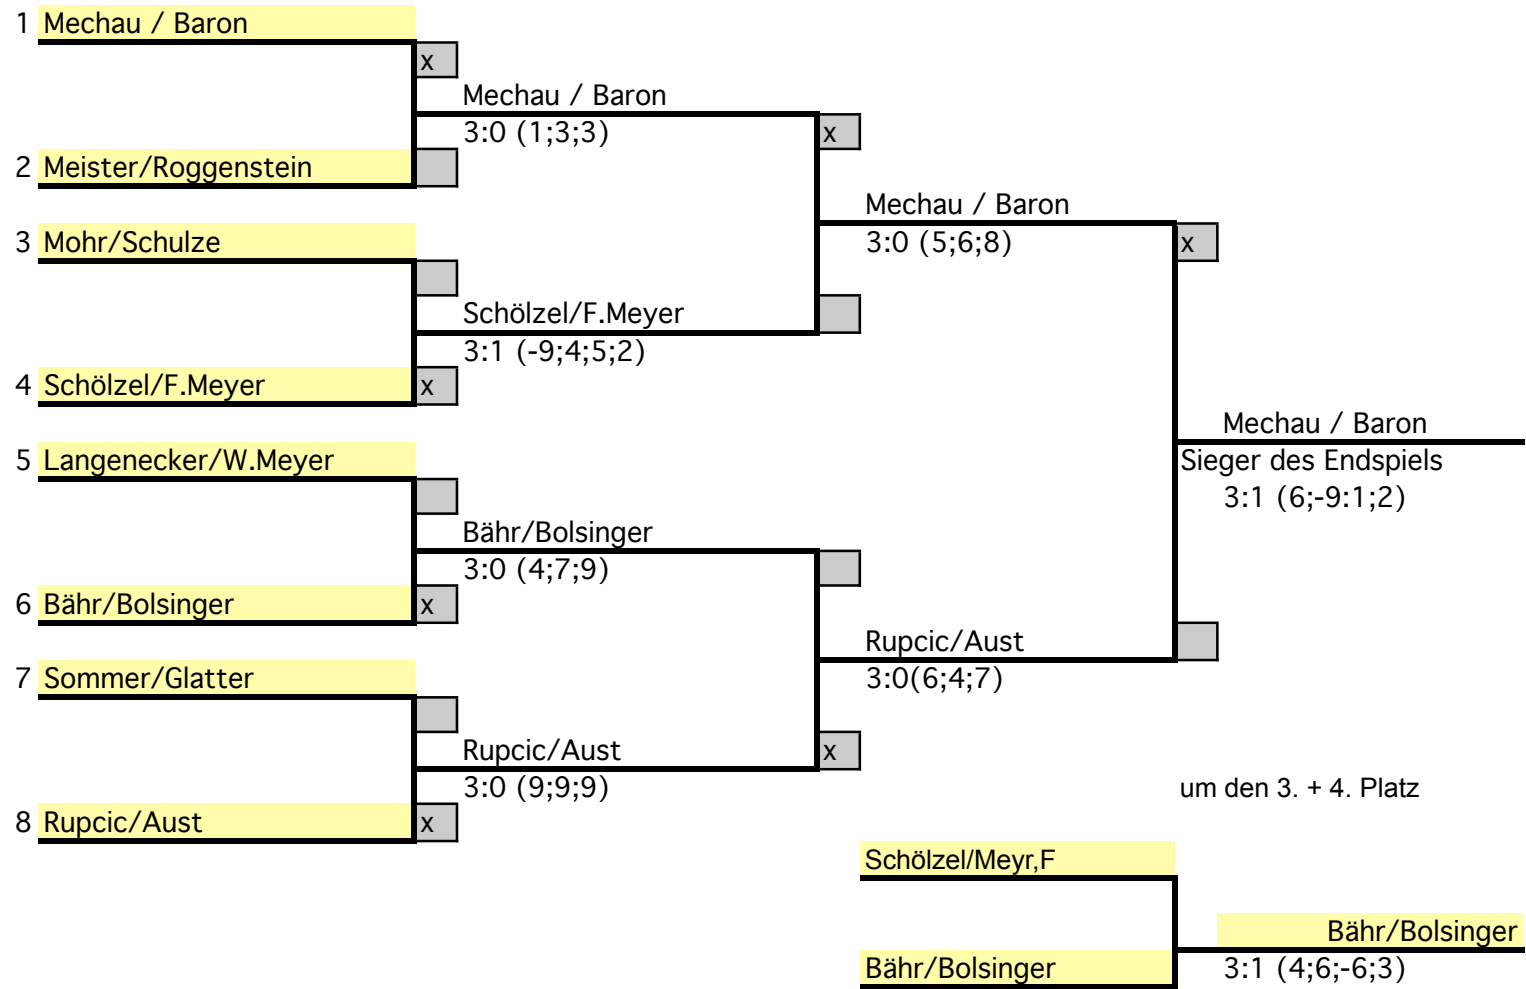 1 Mechau / Baron
x
Mechau / Baron
3:0 (1;3;3)
x
2 Meister/Roggenstein
Mechau / Baron
3:0 (5;6;8)
x
3 Mohr/Schulze
Schölzel/F.Meyer
3:1 (-9;4;5;2)
4 Schölzel/F.Meyer
x
Mechau / Baron
Sieger des Endspiels
3:1 (6;-9:1;2)
5 Langenecker/W.Meyer
Bähr/Bolsinger
3:0 (4;7;9)
6 Bähr/Bolsinger
x
Rupcic/Aust
3:0(6;4;7)
7 Sommer/Glatter
Rupcic/Aust
x
3:0 (9;9;9)
8 Rupcic/Aust
x
um den 3. + 4. Platz
Schölzel/Meyr,F
Bähr/Bolsinger
Bähr/Bolsinger
3:1 (4;6;-6;3)